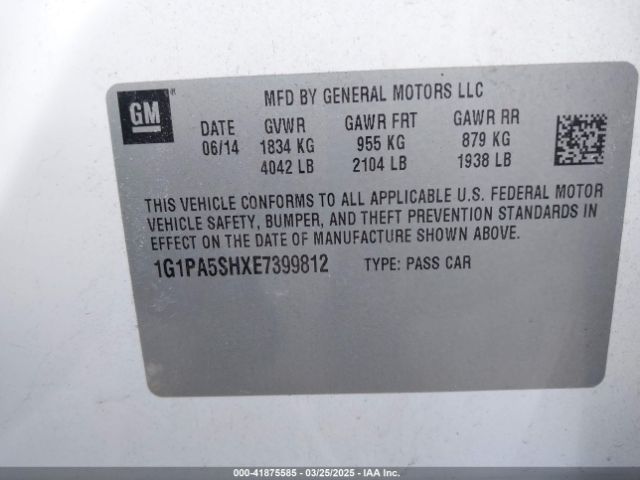 GM®
MFD BY GENERAL MOTORS LLC
DATE GVWR GAWR FRT GAWR RR
06/14 1834 KG 955 KG 879 KG
4042 LB 2104 LB 1938 LB
THIS VEHICLE CONFORMS TO ALL APPLICABLE U.S. FEDERAL MOTOR
VEHICLE SAFETY, BUMPER, AND THEFT PREVENTION STANDARDS IN
EFFECT ON THE DATE OF MANUFACTURE SHOWN ABOVE.
1G1PA5SHXE7399812 TYPE: PASS CAR
000-41875585 - 03/25/2025 - IAA Inc.